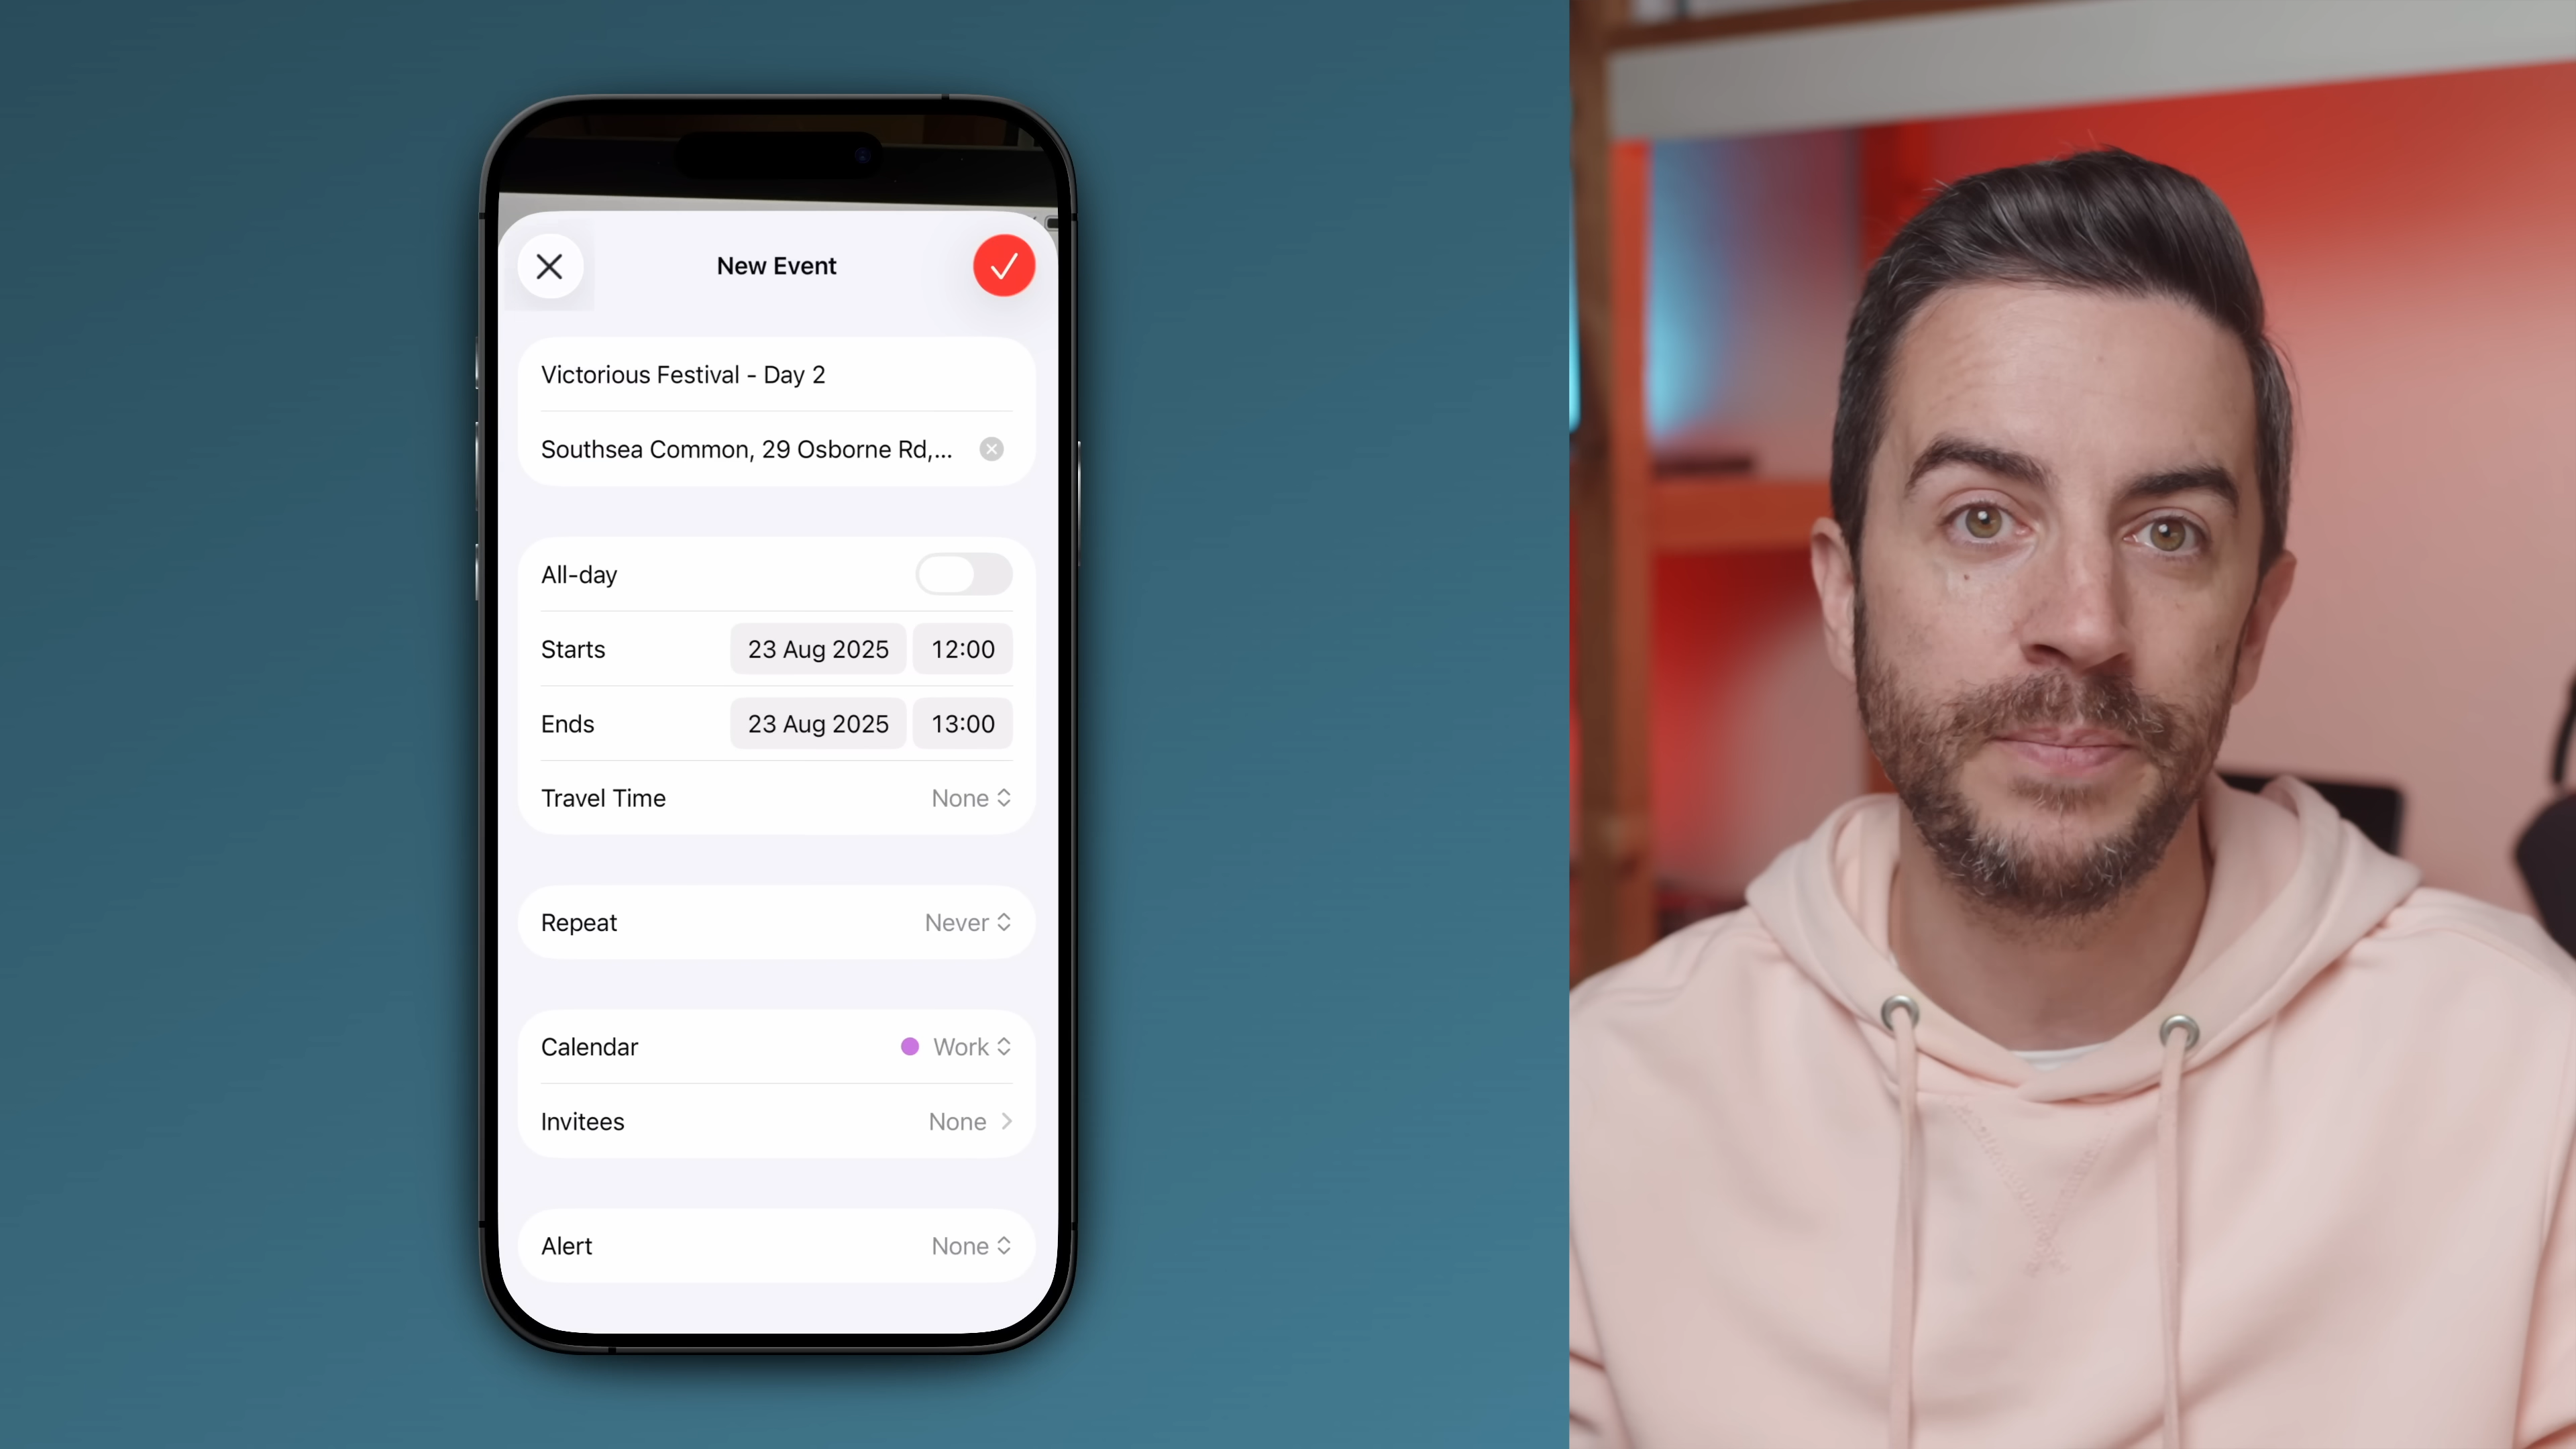 New Event
Victorious Festival - Day 2
Southsea Common, 29 Osborne Rd,...
All-day
Starts 23 Aug 2025 12:00
Ends 23 Aug 2025 13:00
Travel Time None
Repeat Never
Calendar Work
Invitees None
Alert None